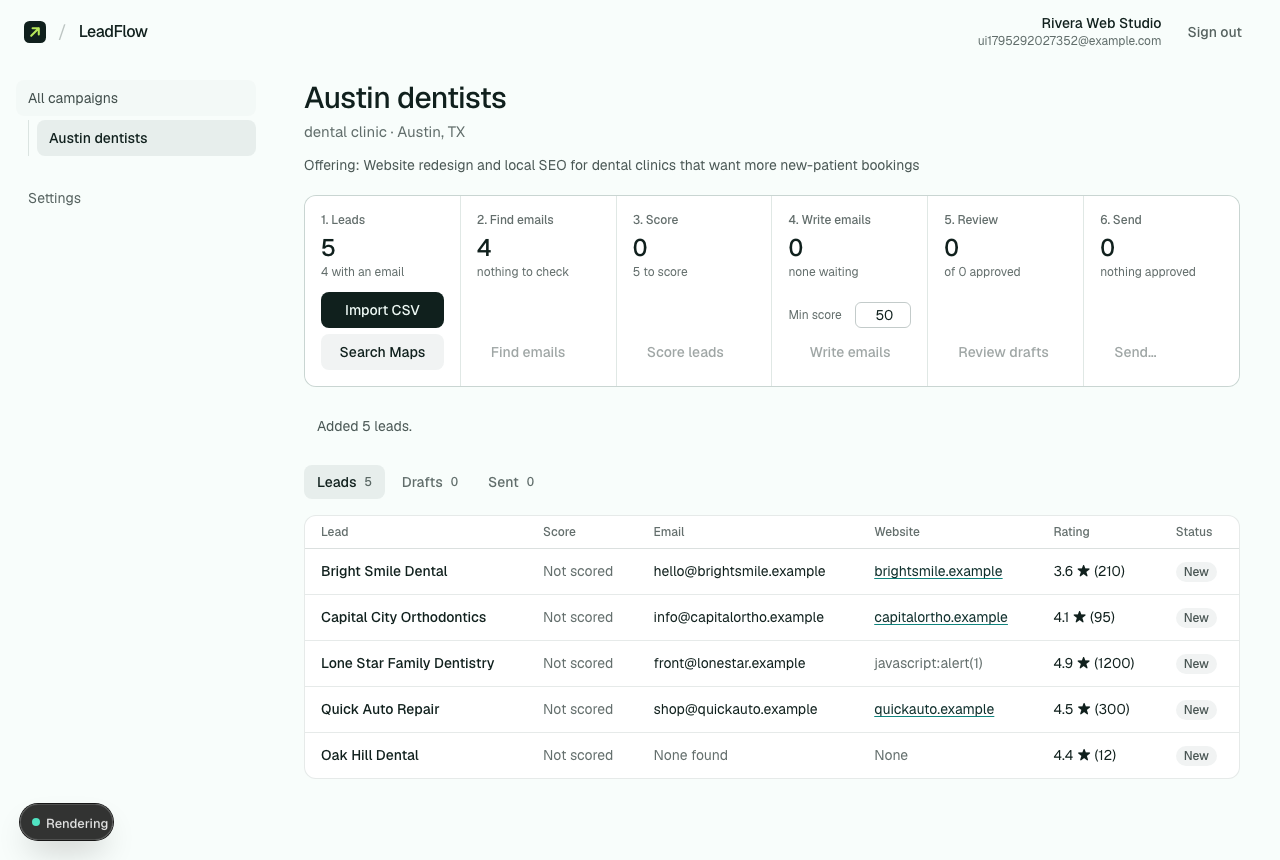 / LeadFlow
Rivera Web Studio
ui1795292027352@example.com
Sign out
All campaigns
Austin dentists
Settings
Austin dentists
dental clinic · Austin, TX
Offering: Website redesign and local SEO for dental clinics that want more new-patient bookings
1. Leads
5
4 with an email
Import CSV
Search Maps
2. Find emails
4
nothing to check
Find emails
3. Score
0
5 to score
Score leads
4. Write emails
0
none waiting
Min score 50
Write emails
5. Review
0
of 0 approved
Review drafts
6. Send
0
nothing approved
Send…
Added 5 leads.
Leads 5 Drafts 0 Sent 0
Lead Score Email Website Rating Status
Bright Smile Dental Not scored hello@brightsmile.example brightsmile.example 3.6 ★ (210) New
Capital City Orthodontics Not scored info@capitalortho.example capitalortho.example 4.1 ★ (95) New
Lone Star Family Dentistry Not scored front@lonestar.example javascript:alert(1) 4.9 ★ (1200) New
Quick Auto Repair Not scored shop@quickauto.example quickauto.example 4.5 ★ (300) New
Oak Hill Dental Not scored None found None 4.4 ★ (12) New
Rendering